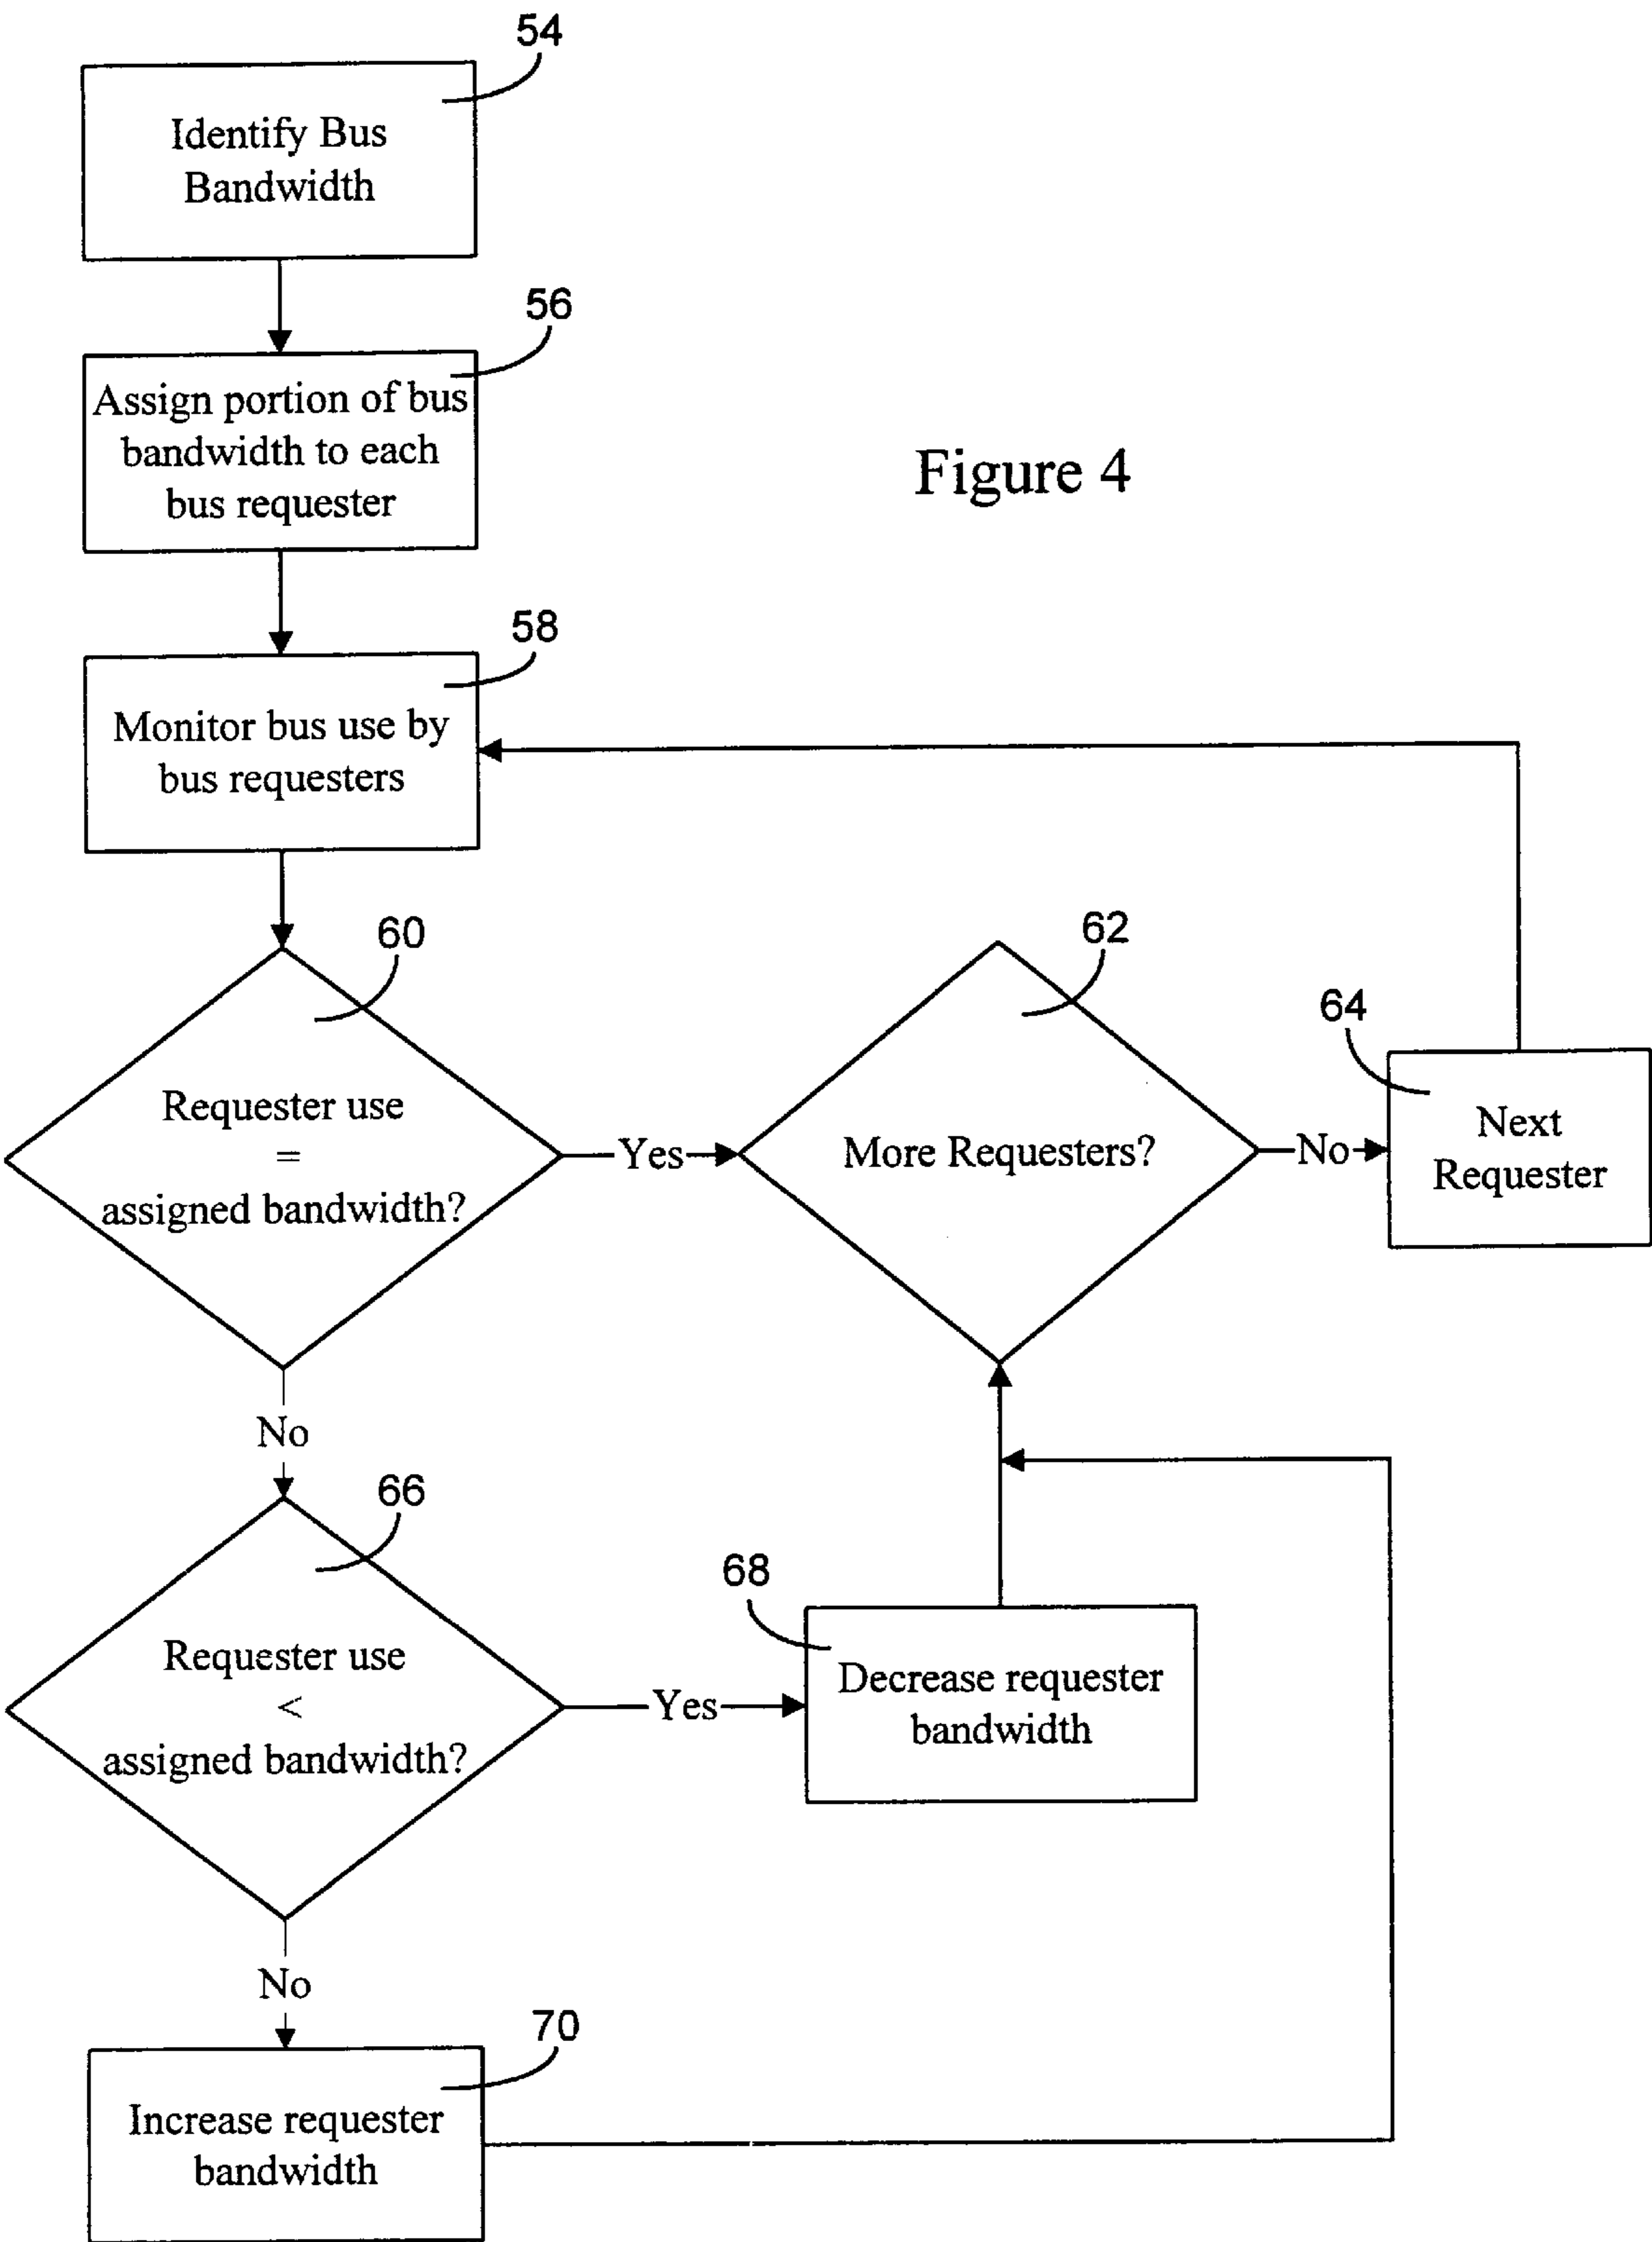 54
Identify Bus
Bandwidth
56
Assign portion of bus
bandwidth to each
bus requester
Figure 4
58
Monitor bus use by
bus requesters
60
Requester use
=
assigned bandwidth?
Yes
62
More Requesters?
No
64
Next
Requester
No
66
Requester use
<
assigned bandwidth?
Yes
68
Decrease requester
bandwidth
No
70
Increase requester
bandwidth